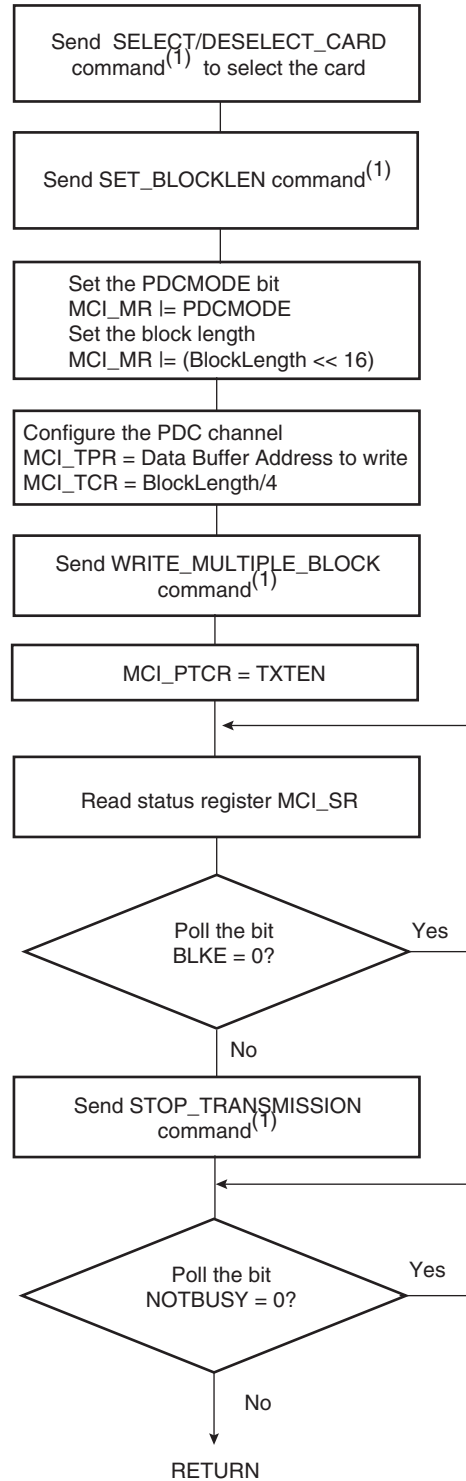 Send SELECT/DESELECT_CARD
command(1) to select the card
Send SET_BLOCKLEN command(1)
Set the PDCMODE bit
MCI_MR |= PDCMODE
Set the block length
MCI_MR |= (BlockLength << 16)
Configure the PDC channel
MCI_TPR = Data Buffer Address to write
MCI_TCR = BlockLength/4
Send WRITE_MULTIPLE_BLOCK
command(1)
MCI_PTCR = TXTEN
Read status register MCI_SR
Poll the bit
BLKE = 0?
Yes
No
Send STOP_TRANSMISSION
command(1)
Poll the bit
NOTBUSY = 0?
Yes
No
RETURN